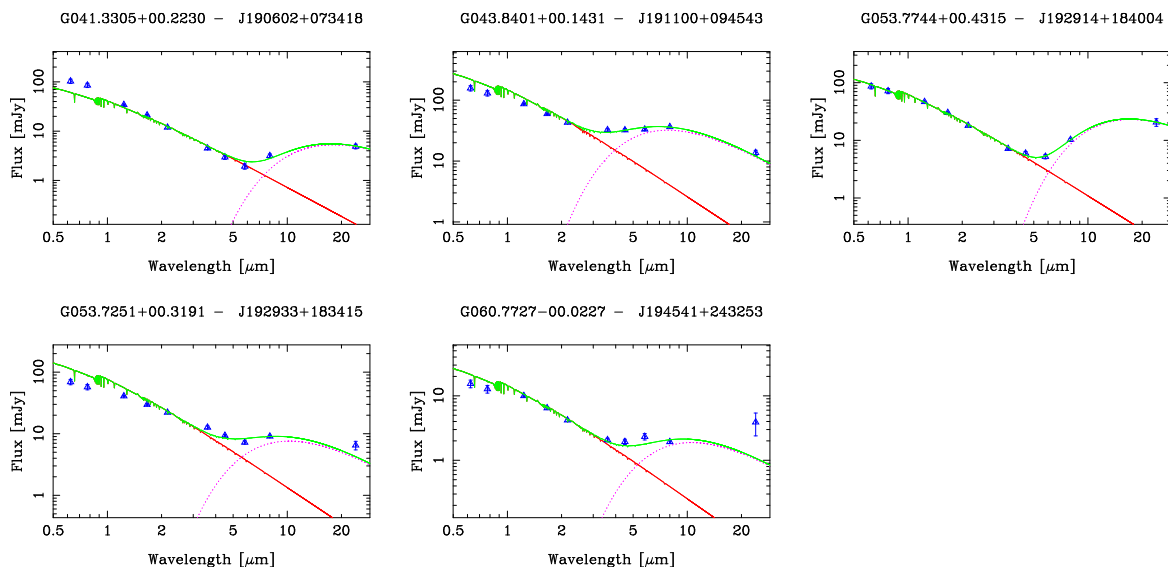 G041.3305+00.2230 – J190602+073418
G043.8401+00.1431 – J191100+094543
G053.7744+00.4315 – J192914+184004
Flux [mJy]
100
10
1
0.5 1 2 5 10 20
Wavelength [μm]
Flux [mJy]
100
10
1
0.5 1 2 5 10 20
Wavelength [μm]
Flux [mJy]
100
10
1
0.5 1 2 5 10 20
Wavelength [μm]
G053.7251+00.3191 – J192933+183415
G060.7727−00.0227 – J194541+243253
Flux [mJy]
100
10
1
0.5 1 2 5 10 20
Wavelength [μm]
Flux [mJy]
10
1
0.5 1 2 5 10 20
Wavelength [μm]